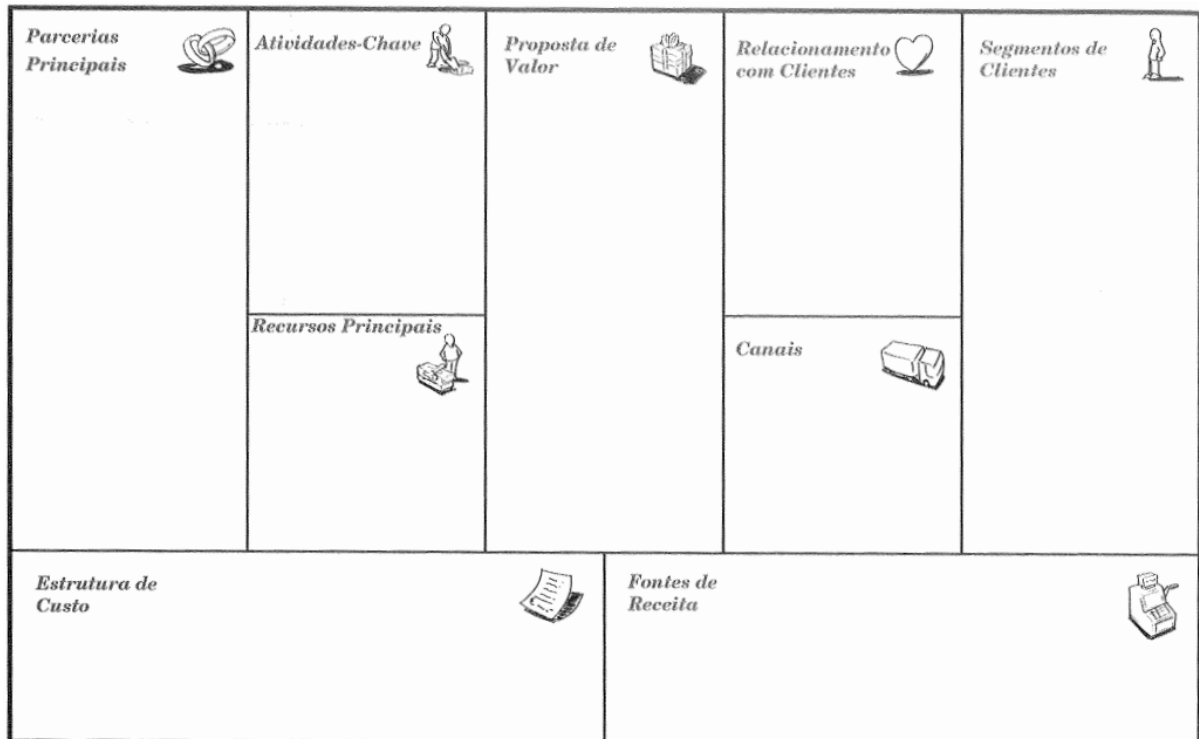 Parcerias
Principais
Atividades-Chave
Proposta de
Valor
Relacionamento
com Clientes
Segmentos de
Clientes
Recursos Principais
Canais
Estrutura de
Custo
Fontes de
Receita